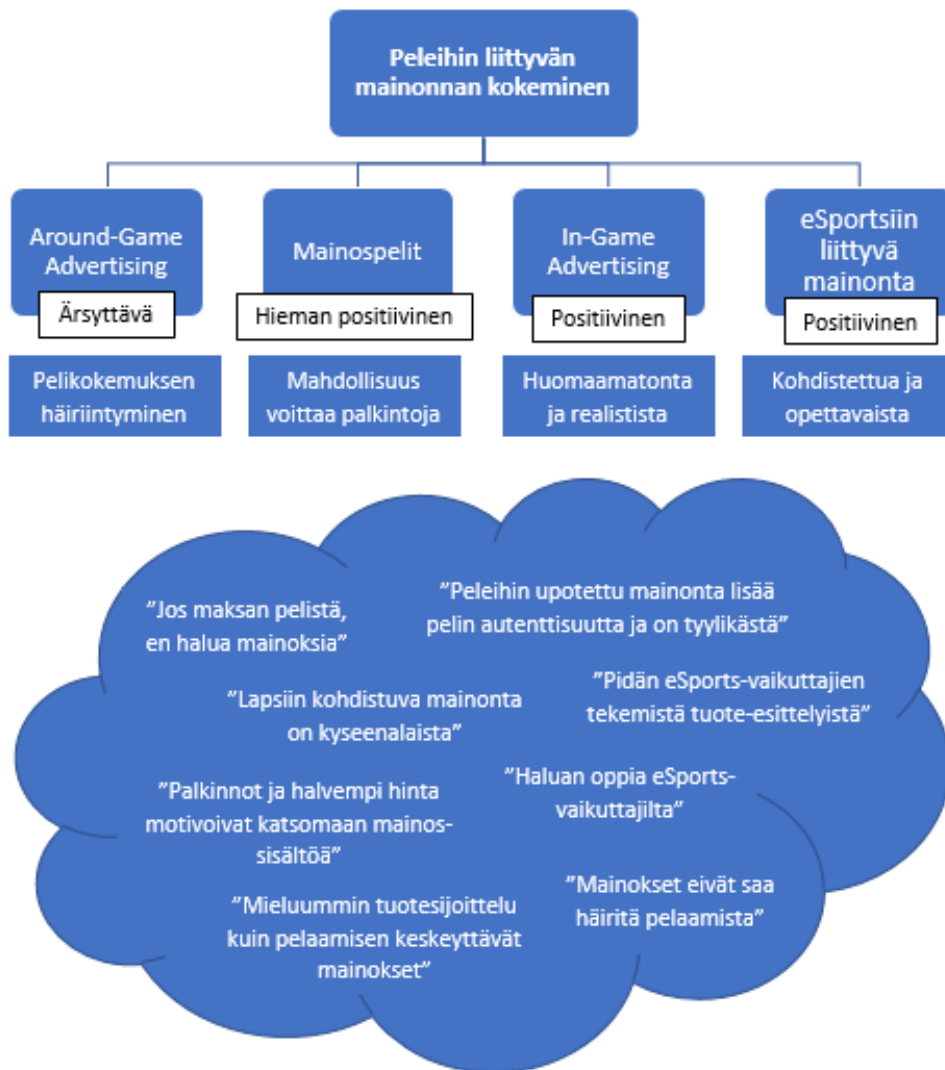 Peleihin liittyvän
mainonnan kokeminen
Around-Game
Advertising
Ärsyttävä
Pelikokemuksen
häiriintyminen
Mainospelit
Hieman positiivinen
Mahdollisuus
voittaa palkintoja
In-Game
Advertising
Positiivinen
Huomaamatonta
ja realistista
eSportsiin
liittyvä
mainonta
Positiivinen
Kohdistettua ja
opettavaista
”Jos maksan pelistä,
en halua mainoksia”
”Peleihin upotettu mainonta lisää
pelin autenttisuutta ja on tyylikästä”
”Lapsiin kohdistuva mainonta
on kyseenalaista”
”Pidän eSports-vaikuttajien
tekemistä tuote-esittelyistä”
”Palkinnot ja halvempi hinta
motivoivat katsomaan mainos-
sisältöä”
”Haluan oppia eSports-
vaikuttajilta”
”Mieluummin tuotesijoittelu
kuin pelaamisen keskeyttävät
mainokset”
”Mainokset eivät saa
häiritä pelaamista”